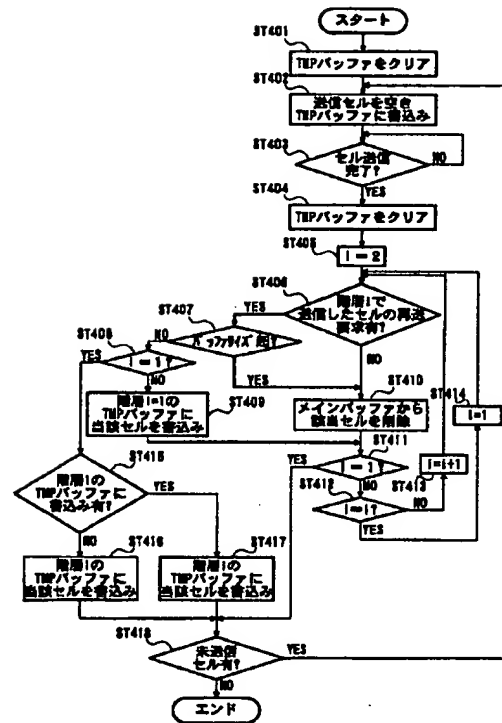 スタート
ST401
TMPバッファをクリア
ST402
送信セルを空き
TMPバッファに書込み
ST403
セル送信
完了?
NO
YES
ST404
TMPバッファをクリア
ST405
I = 2
ST406
階層Iで
送信したセルの再送
要求有?
YES
NO
ST407
バッファサイズ超?
NO
YES
ST408
I = 1?
YES
NO
ST409
階層I-1の
TMPバッファに
当該セルを書込み
ST410
メインバッファから
該当セルを削除
ST414
I=1
ST411
I = 1?
YES
NO
ST412
NO
YES
ST413
I=I+1
ST415
階層Iの
TMPバッファに
書込み有?
YES
NO
ST416
階層Iの
TMPバッファに
当該セルを書込み
ST417
階層Iの
TMPバッファに
当該セルを書込み
ST418
未送信
セル有?
YES
NO
エンド